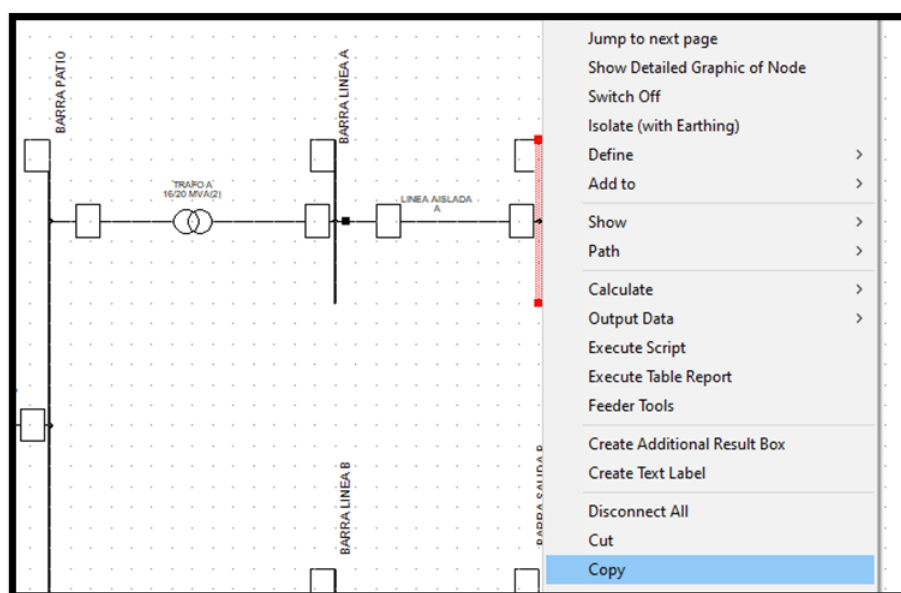 BARRA PATIO
BARRA LINEA A
TRAFO A
16/20 MVA(2)
LINEA AISLADA
A
BARRA LINEA B
BARRA SALIDA B
Jump to next page
Show Detailed Graphic of Node
Switch Off
Isolate (with Earthing)
Define
Add to
Show
Path
Calculate
Output Data
Execute Script
Execute Table Report
Feeder Tools
Create Additional Result Box
Create Text Label
Disconnect All
Cut
Copy